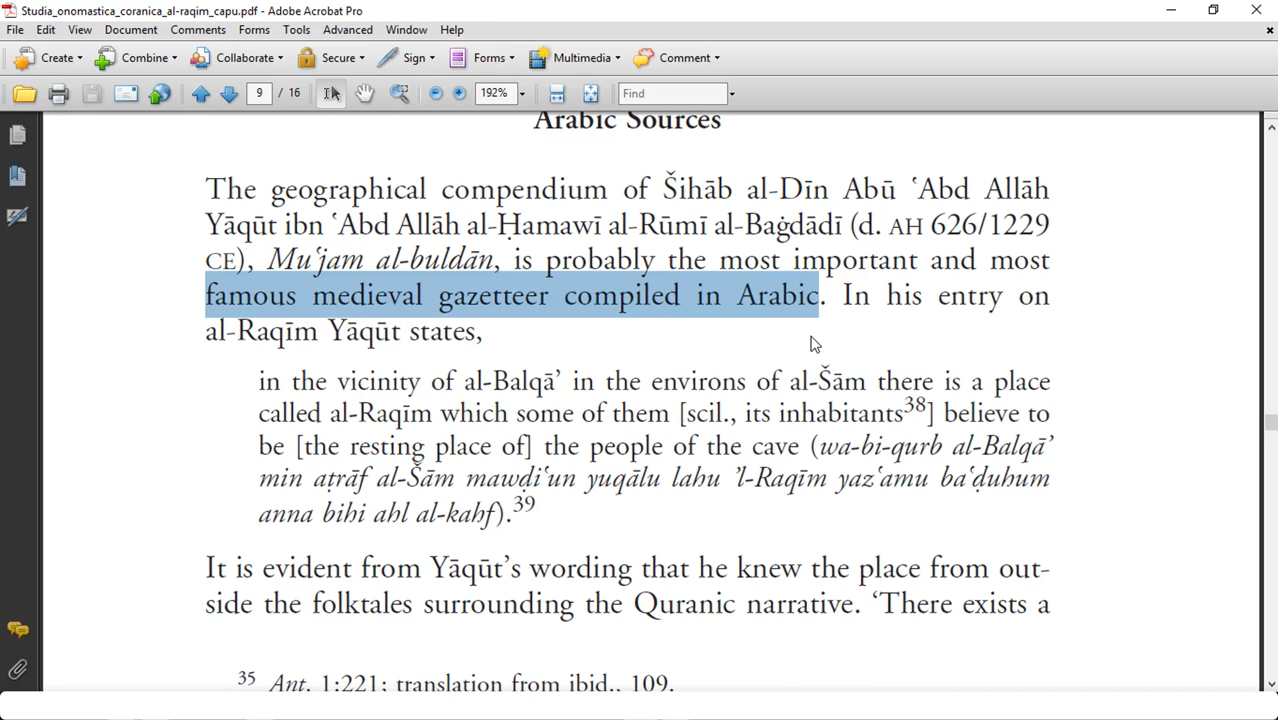 Studia_onomastica_coranica_al-raqim_capu.pdf - Adobe Acrobat Pro
File Edit View Document Comments Forms Tools Advanced Window Help
Create Combine Collaborate Secure Sign Forms Multimedia Comment
9 / 16 192% Find
Arabic Sources
The geographical compendium of Šihāb al-Dīn Abū ʿAbd Allāh
Yāqūt ibn ʿAbd Allāh al-Ḥamawī al-Rūmī al-Baġdādī (d. AH 626/1229
CE), Muʿjam al-buldān, is probably the most important and most
famous medieval gazetteer compiled in Arabic. In his entry on
al-Raqīm Yāqūt states,
in the vicinity of al-Balqā’ in the environs of al-Šām there is a place
called al-Raqīm which some of them [scil., its inhabitants38] believe to
be [the resting place of] the people of the cave (wa-bi-qurb al-Balqā’
min aṭrāf al-Šām mawḍiʿun yuqālu lahu ’l-Raqīm yazʿamu baʿḍuhum
anna bihi ahl al-kahf).39
It is evident from Yāqūt’s wording that he knew the place from out-
side the folktales surrounding the Quranic narrative. ‘There exists a
35 Ant. 1:221; translation from ibid., 109.